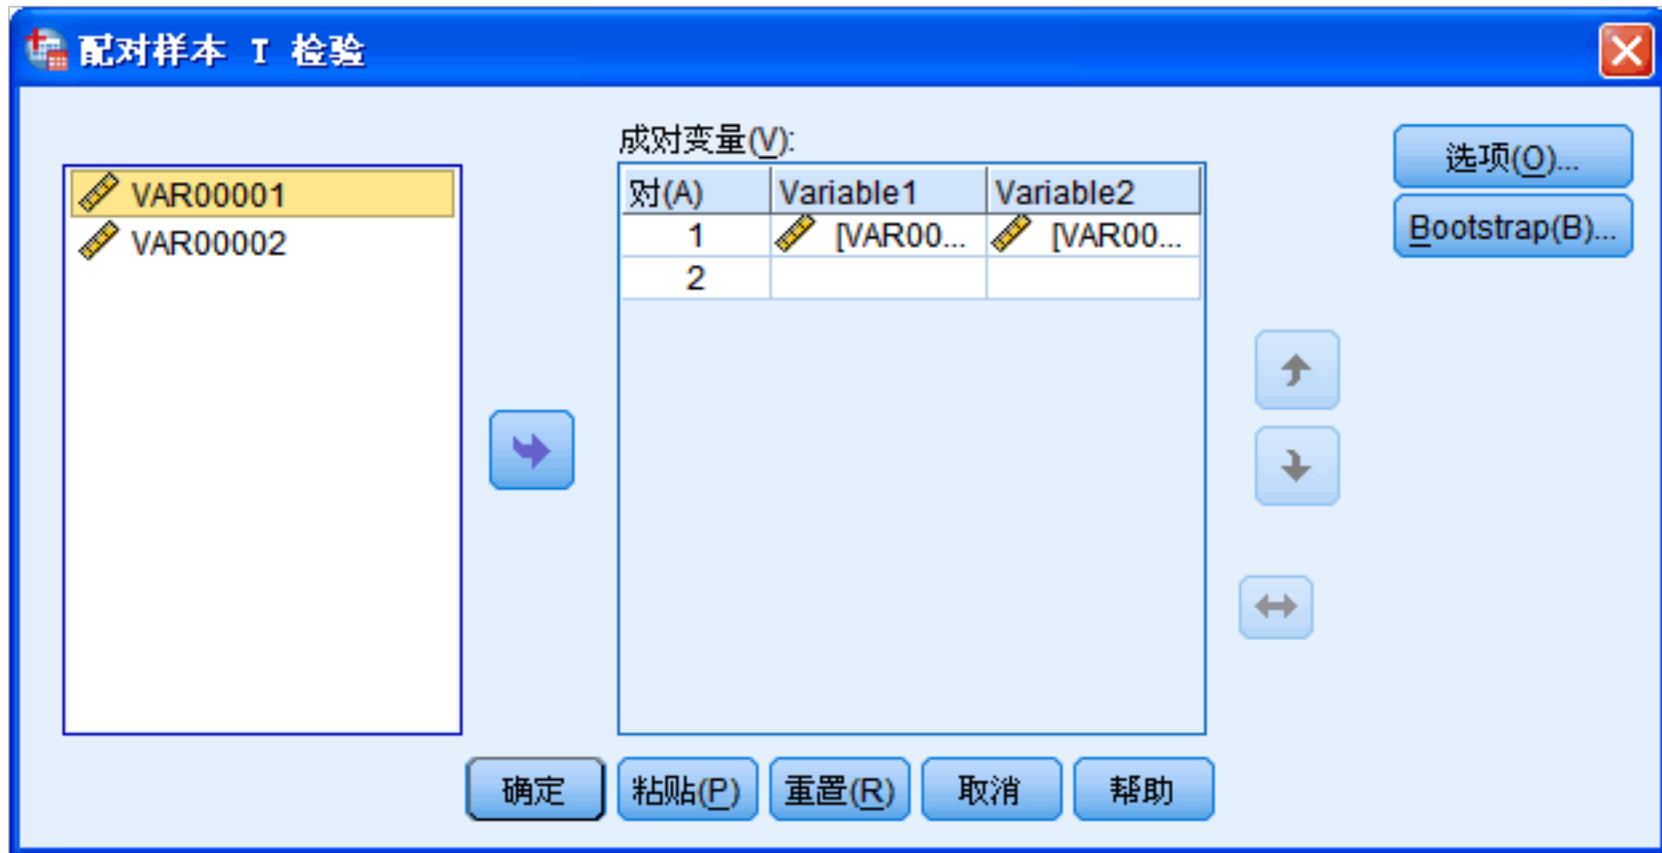 配对样本 T 检验
成对变量(V):
选项(O)...
VAR00001
VAR00002
对(A) Variable1 Variable2
1 [VAR00... [VAR00...
2
Bootstrap(B)...
确定 粘贴(P) 重置(R) 取消 帮助